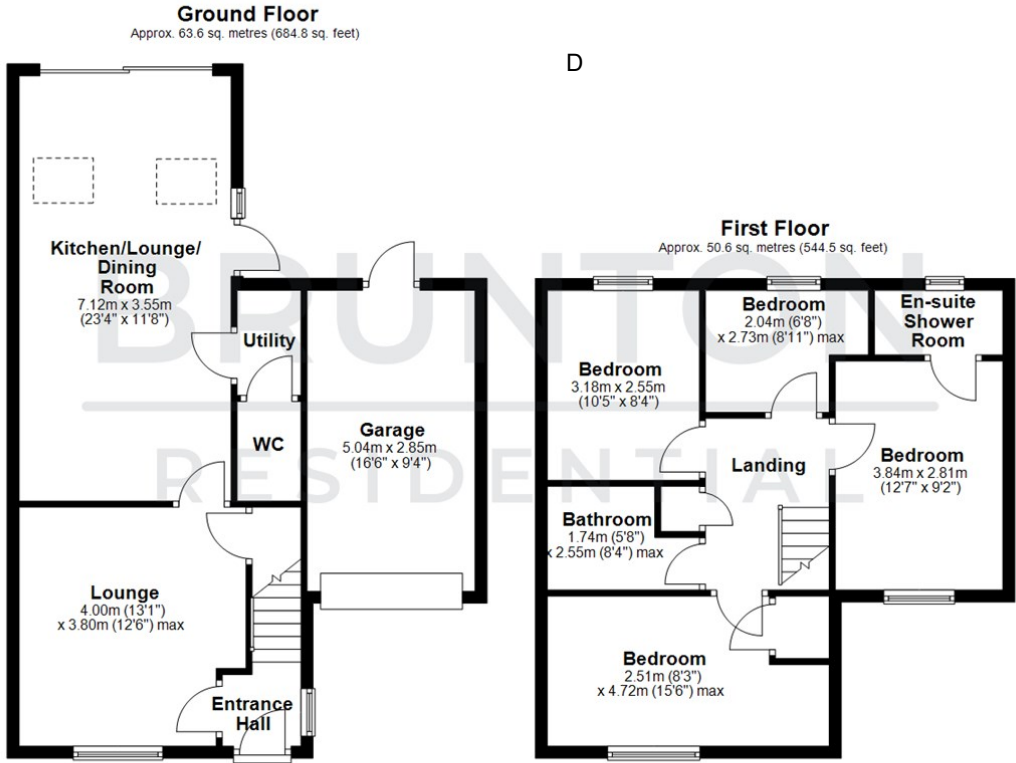 Ground Floor
Approx. 63.6 sq. metres (684.8 sq. feet)
D
Kitchen/Lounge/
Dining
Room
7.12m x 3.55m
(23'4" x 11'8")
Utility
WC
Garage
5.04m x 2.85m
(16'6" x 9'4")
Lounge
4.00m (13'1")
x 3.80m (12'6") max
Entrance
Hall
First Floor
Approx. 50.6 sq. metres (544.5 sq. feet)
Bedroom
2.04m (6'8")
x 2.73m (8'11") max
En-suite
Shower
Room
Bedroom
3.18m x 2.55m
(10'5" x 8'4")
Landing
Bedroom
3.84m x 2.81m
(12'7" x 9'2")
Bathroom
1.74m (5'8")
x 2.55m (8'4") max
Bedroom
2.51m (8'3")
x 4.72m (15'6") max
BRUNTON
RESIDENTIAL